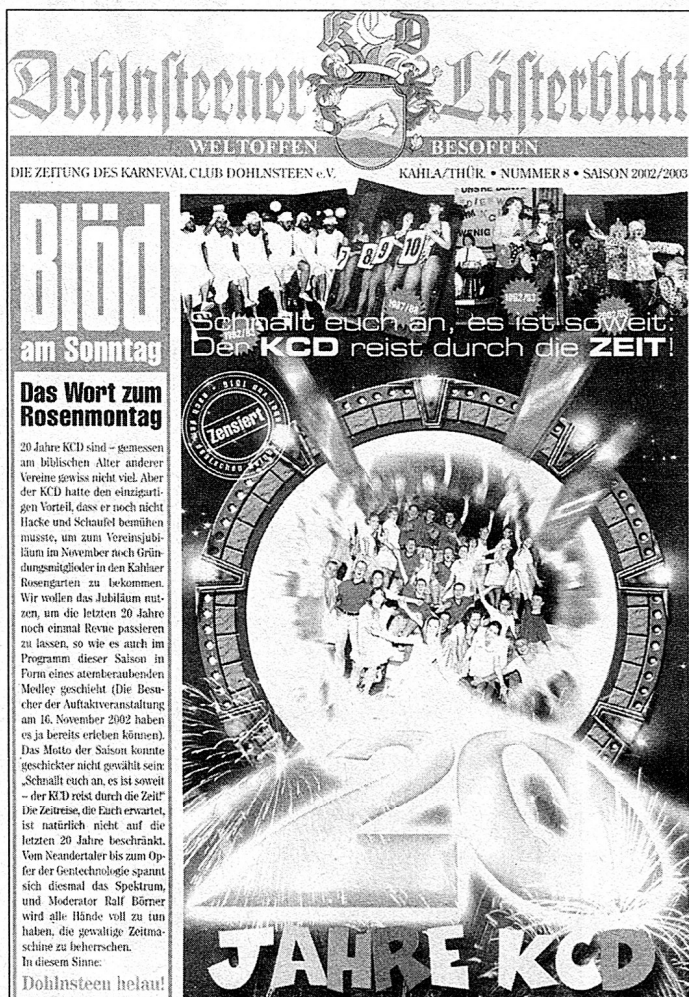 KCD
Dohlnsteener Lästerblatt
WELTOFFEN BESOFFEN
DIE ZEITUNG DES KARNEVAL CLUB DOHLNSTEEN e.V. KAHLA/THÜR. • NUMMER 8 • SAISON 2002/2003
Blöd
am Sonntag
Das Wort zum
Rosenmontag
20 Jahre KCD sind – gemessen
am biblischen Alter anderer
Vereine gewiss nicht viel. Aber
der KCD hatte den einzigarti-
gen Vorteil, dass er noch nicht
Hacke und Schaufel bemühen
musste, um zum Vereinsjubi-
läum im November noch Grün-
dungsmitglieder in den Kahlaer
Rosengarten zu bekommen.
Wir wollen das Jubiläum nut-
zen, um die letzten 20 Jahre
noch einmal Revue passieren
zu lassen, so wie es auch im
Programm dieser Saison in
Form eines atemberaubenden
Medley geschieht (Die Besu-
cher der Auftaktveranstaltung
am 16. November 2002 haben
es ja bereits erleben können).
Das Motto der Saison konnte
geschickter nicht gewählt sein:
„Schnallt euch an, es ist soweit
– der KCD reist durch die Zeit!"
Die Zeitreise, die Euch erwartet,
ist natürlich nicht auf die
letzten 20 Jahre beschränkt.
Vom Neandertaler bis zum Op-
fer der Gentechnologie spannt
sich diesmal das Spektrum,
und Moderator Ralf Börner
wird alle Hände voll zu tun
haben, die gewaltige Zeitma-
schine zu beherrschen.
In diesem Sinne:
Dohlnsteen helau!
7 8 9 10
1987/88
1992/93
Schnallt euch an, es ist soweit:
Der KCD reist durch die ZEIT!
Zensiert
20
JAHRE KCD